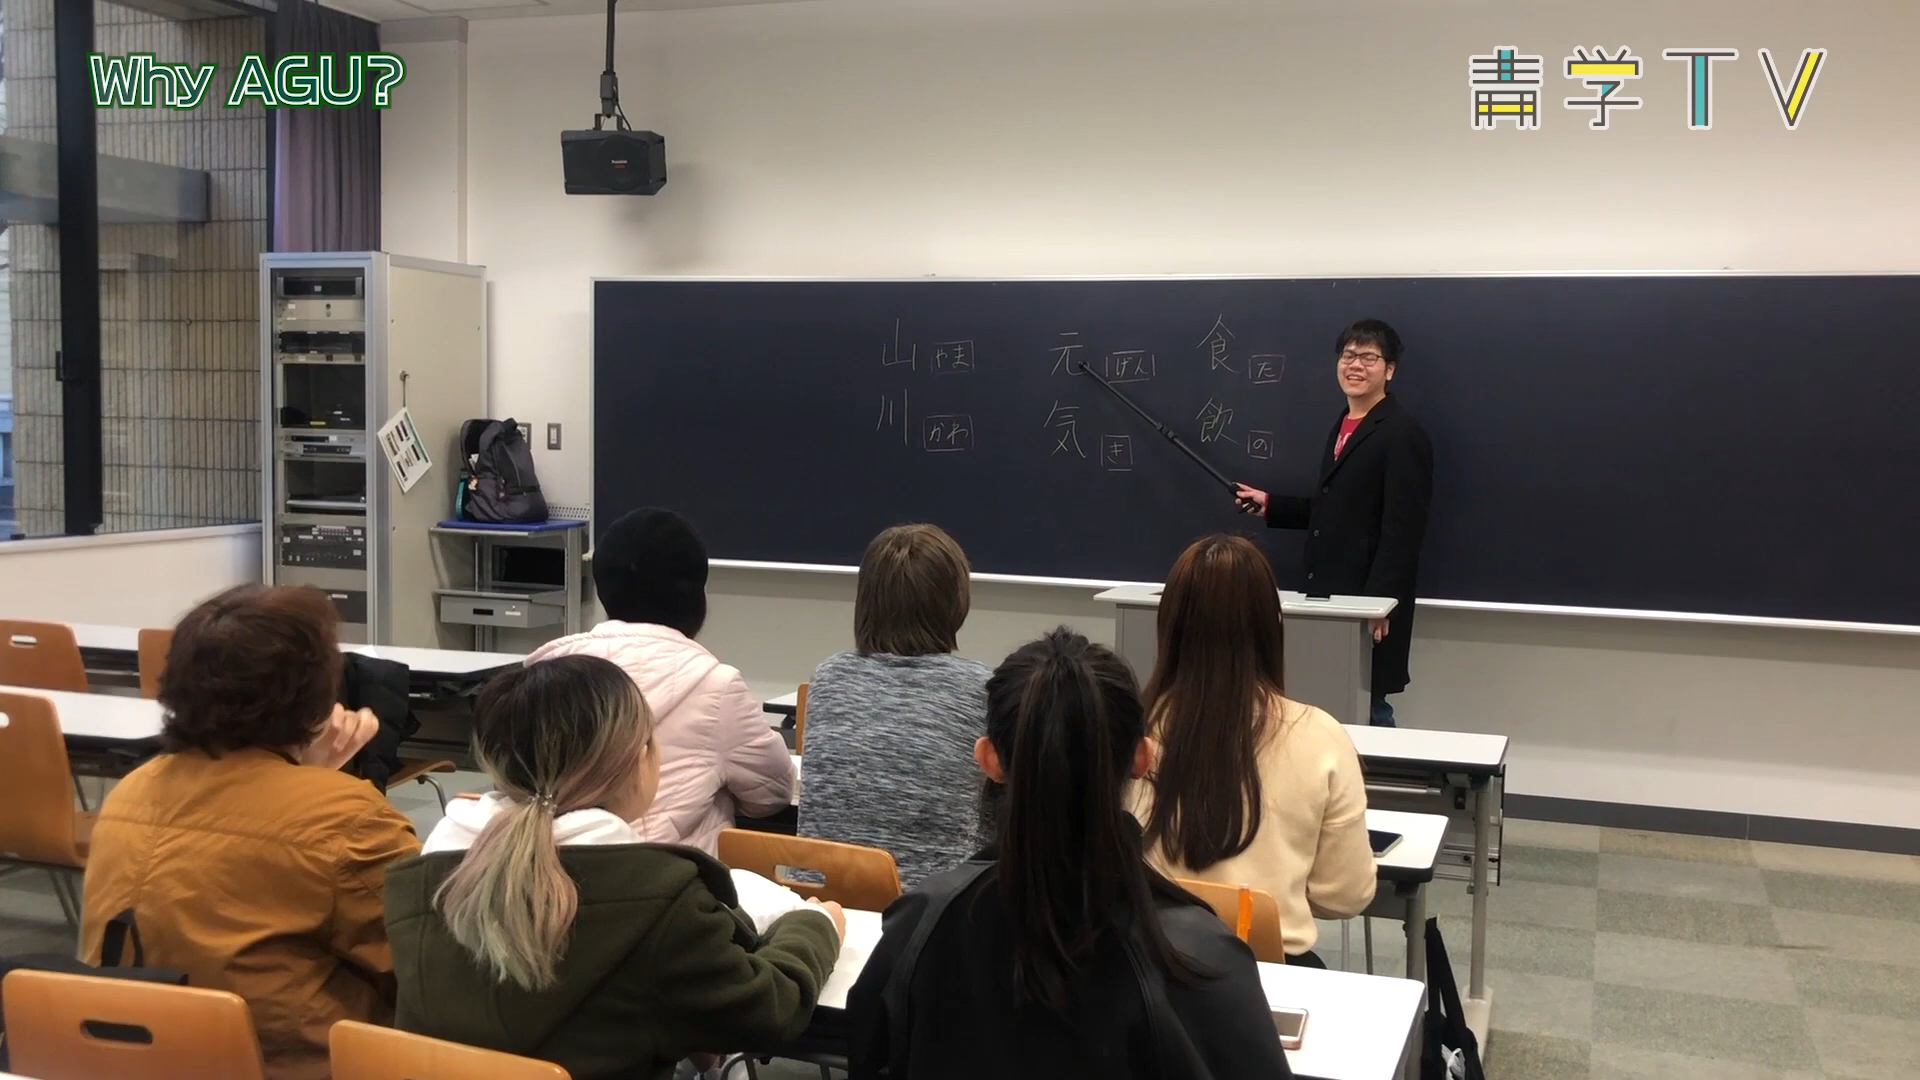 Why AGU?
青学TV
山 やま 元 げん 食 た
川 かわ 気 き 飲 の